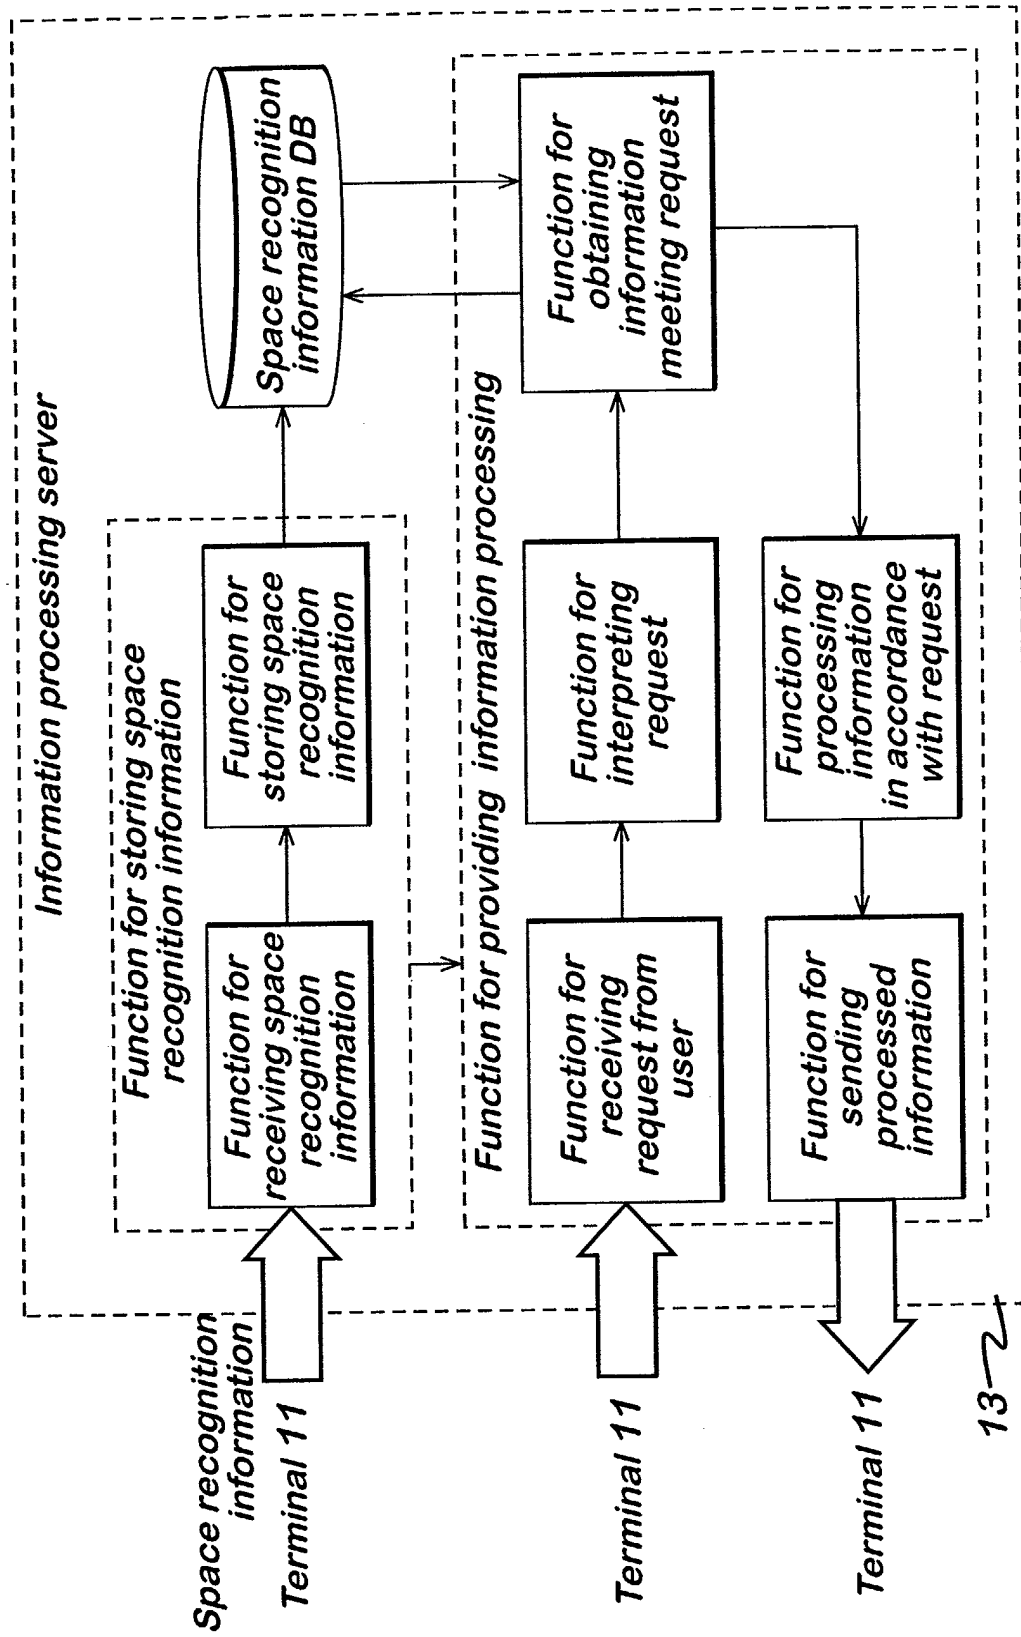 Information processing server
Function for storing space
recognition information
Function for
receiving space
recognition
information
Function for
storing space
recognition
information
Space recognition
information DB
Space recognition
information
Terminal 11
Function for providing information processing
Function for
receiving
request from
user
Function for
interpreting
request
Function for
obtaining
information
meeting request
Terminal 11
Function for
sending
processed
information
Function for
processing
information
in accordance
with request
Terminal 11
13